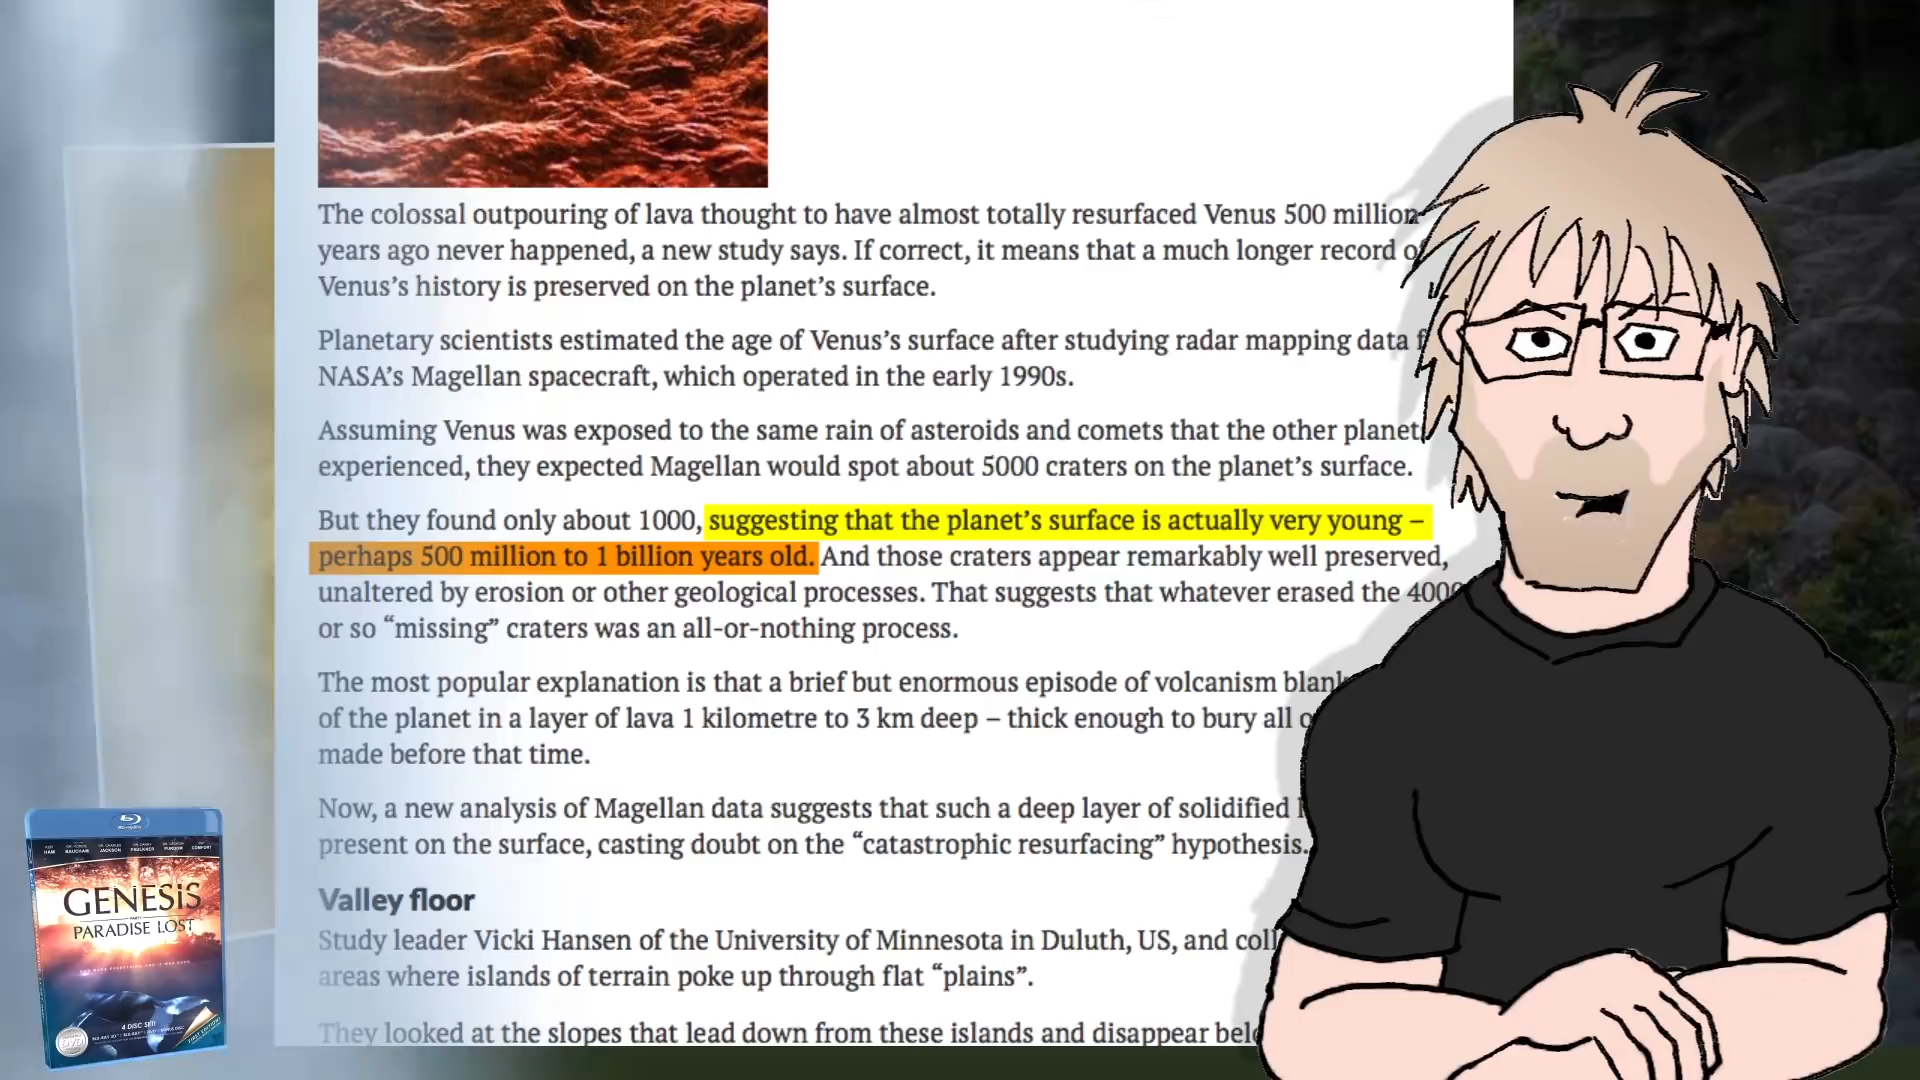 The colossal outpouring of lava thought to have almost totally resurfaced Venus 500 million
years ago never happened, a new study says. If correct, it means that a much longer record
Venus’s history is preserved on the planet’s surface.
Planetary scientists estimated the age of Venus’s surface after studying radar mapping data
NASA’s Magellan spacecraft, which operated in the early 1990s.
Assuming Venus was exposed to the same rain of asteroids and comets that the other
experienced, they expected Magellan would spot about 5000 craters on the planet’s surface.
But they found only about 1000, suggesting that the planet’s surface is actually very young –
perhaps 500 million to 1 billion years old. And those craters appear remarkably well preserved,
unaltered by erosion or other geological processes. That suggests that whatever erased the
or so “missing” craters was an all-or-nothing process.
The most popular explanation is that a brief but enormous episode of volcanism
of the planet in a layer of lava 1 kilometre to 3 km deep – thick enough to bury all
made before that time.
Now, a new analysis of Magellan data suggests that such a deep layer of solidified
present on the surface, casting doubt on the “catastrophic resurfacing” hypothesis.
Valley floor
Study leader Vicki Hansen of the University of Minnesota in Duluth, US, and
areas where islands of terrain poke up through flat “plains”.
They looked at the slopes that lead down from these islands and disappear
GENESIS
PARADISE LOST
4 DISC SET!